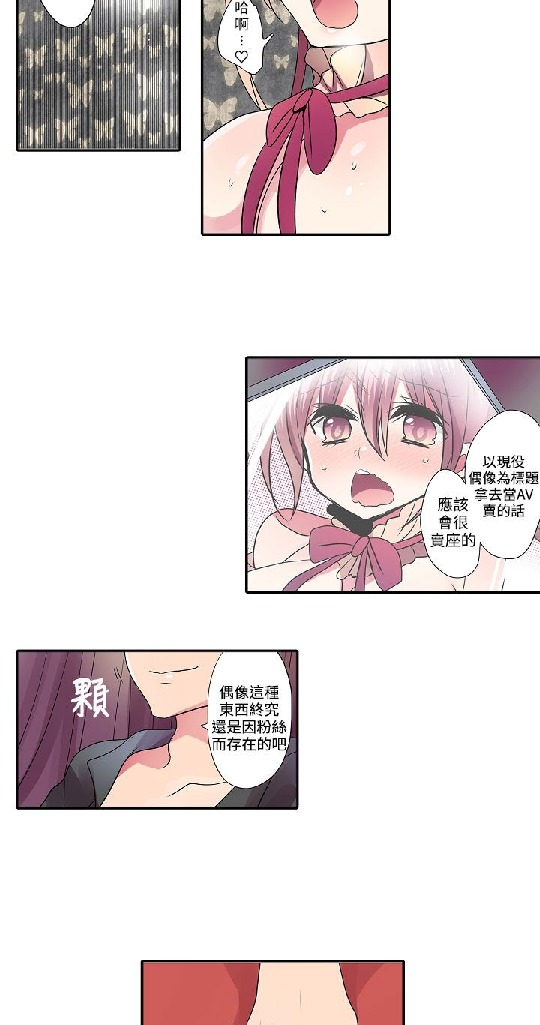 哈
啊
…
♡
以現役
偶像為標題
拿去當AV
賣的話
應該
會很
賣座的
偶像這種
東西終究
還是因粉絲
而存在的吧
顆